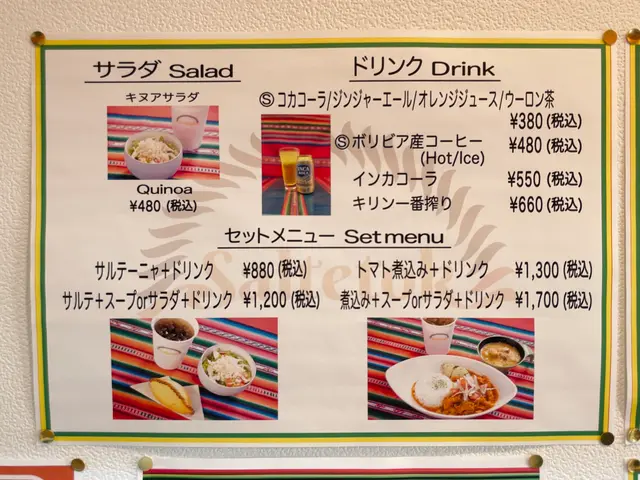 サラダ Salad
キヌアサラダ
Quinoa
¥480 (税込)
ドリンク Drink
Ⓢコカコーラ/ジンジャーエール/オレンジジュース/ウーロン茶
¥380 (税込)
Ⓢボリビア産コーヒー ¥480 (税込)
(Hot/Ice)
インカコーラ ¥550 (税込)
キリン一番搾り ¥660 (税込)
セットメニュー Set menu
サルテーニャ+ドリンク ¥880 (税込)
サルテ+スープorサラダ+ドリンク ¥1,200 (税込)
トマト煮込み+ドリンク ¥1,300 (税込)
煮込み+スープorサラダ+ドリンク ¥1,700 (税込)